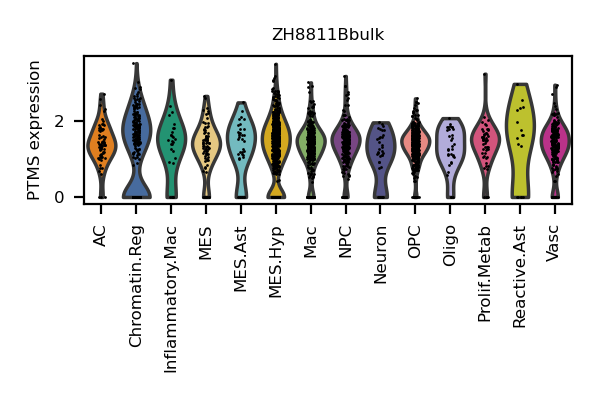 ZH8811Bbulk
PTMS expression
2
0
AC
Chromatin.Reg
Inflammatory.Mac
MES
MES.Ast
MES.Hyp
Mac
NPC
Neuron
OPC
Oligo
Prolif.Metab
Reactive.Ast
Vasc